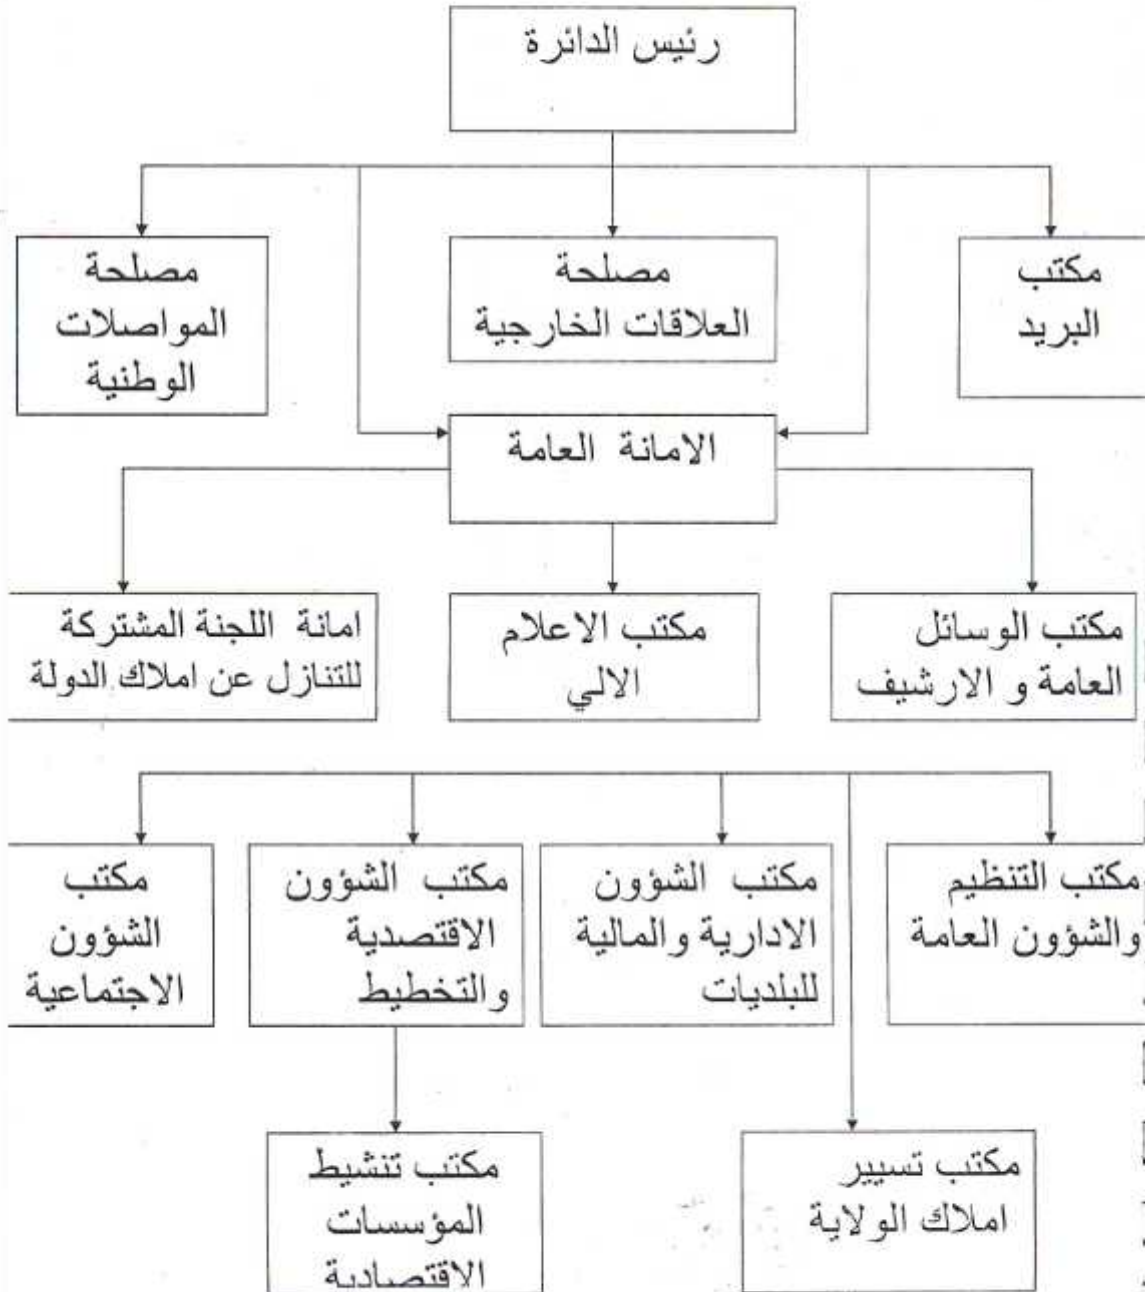 رئيس الدائرة
مكتب
البريد
مصلحة
العلاقات الخارجية
مصلحة
المواصلات
الوطنية
الامانة العامة
مكتب الوسائل
العامة و الارشيف
مكتب الاعلام
الالي
امانة اللجنة المشتركة
للتنازل عن املاك الدولة
مكتب التنظيم
والشؤون العامة
مكتب الشؤون
الادارية والمالية
للبلديات
مكتب الشؤون
الاقتصدية
والتخطيط
مكتب
الشؤون
الاجتماعية
مكتب تسيير
املاك الولاية
مكتب تنشيط
المؤسسات
الاقتصادية